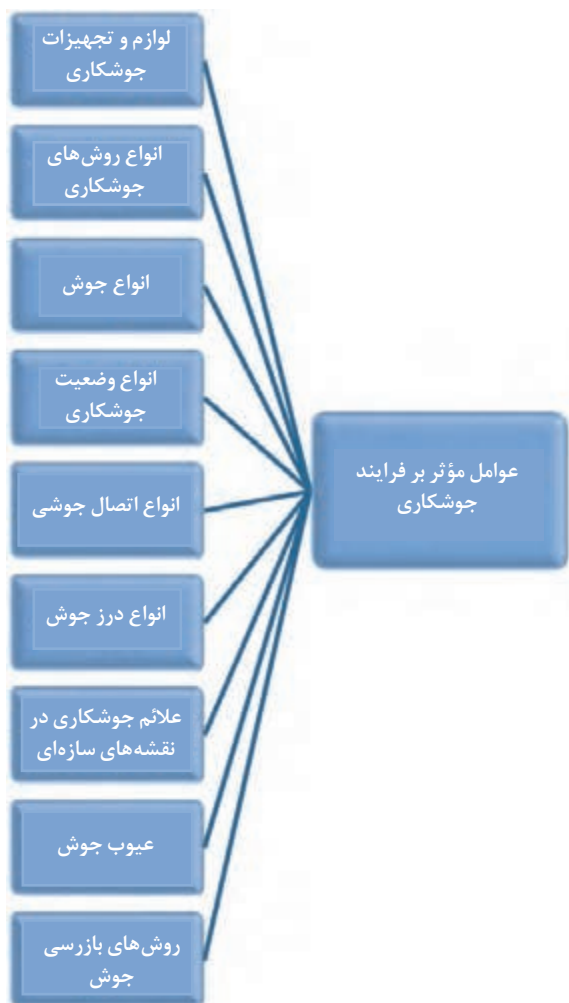 عوامل مؤثر بر فرایند
جوشکاری
لوازم و تجهیزات
جوشکاری
انواع روش‌های
جوشکاری
انواع جوش
انواع وضعیت
جوشکاری
انواع اتصال جوشی
انواع درز جوش
علائم جوشکاری در
نقشه‌های سازه‌ای
عیوب جوش
روش‌های بازرسی
جوش